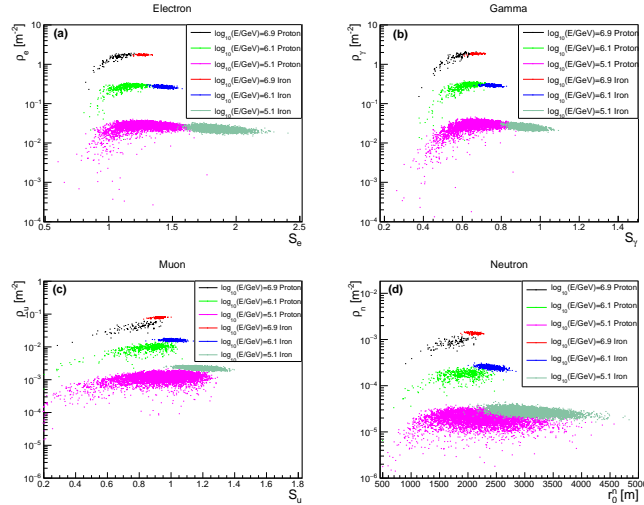 Electron
ρe [m⁻²]
(a)
log₁₀(E/GeV)=6.9 Proton
log₁₀(E/GeV)=6.1 Proton
log₁₀(E/GeV)=5.1 Proton
log₁₀(E/GeV)=6.9 Iron
log₁₀(E/GeV)=6.1 Iron
log₁₀(E/GeV)=5.1 Iron
10
1
10⁻¹
10⁻²
10⁻³
10⁻⁴
0.5 1 1.5 2 2.5
Sₑ
Gamma
ργ [m⁻²]
(b)
log₁₀(E/GeV)=6.9 Proton
log₁₀(E/GeV)=6.1 Proton
log₁₀(E/GeV)=5.1 Proton
log₁₀(E/GeV)=6.9 Iron
log₁₀(E/GeV)=6.1 Iron
log₁₀(E/GeV)=5.1 Iron
10
1
10⁻¹
10⁻²
10⁻³
10⁻⁴
0.2 0.4 0.6 0.8 1 1.2 1.4
Sγ
Muon
ρu [m⁻²]
(c)
log₁₀(E/GeV)=6.9 Proton
log₁₀(E/GeV)=6.1 Proton
log₁₀(E/GeV)=5.1 Proton
log₁₀(E/GeV)=6.9 Iron
log₁₀(E/GeV)=6.1 Iron
log₁₀(E/GeV)=5.1 Iron
1
10⁻¹
10⁻²
10⁻³
10⁻⁴
10⁻⁵
10⁻⁶
0.2 0.4 0.6 0.8 1 1.2 1.4 1.6 1.8
Sᵤ
Neutron
ρn [m⁻²]
(d)
log₁₀(E/GeV)=6.9 Proton
log₁₀(E/GeV)=6.1 Proton
log₁₀(E/GeV)=5.1 Proton
log₁₀(E/GeV)=6.9 Iron
log₁₀(E/GeV)=6.1 Iron
log₁₀(E/GeV)=5.1 Iron
10⁻²
10⁻³
10⁻⁴
10⁻⁵
10⁻⁶
500 1000 1500 2000 2500 3000 3500 4000 4500 5000
r₀ⁿ [m]